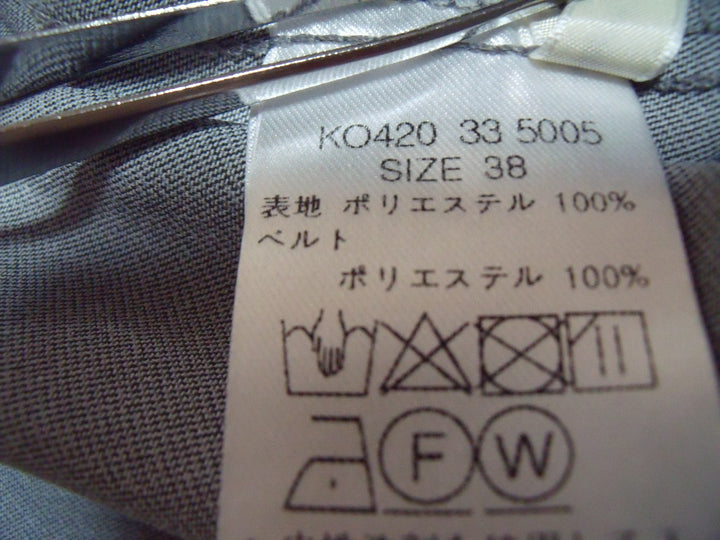 KO420 33 5005
SIZE 38
表地 ポリエステル 100%
ベルト
ポリエステル 100%
F W